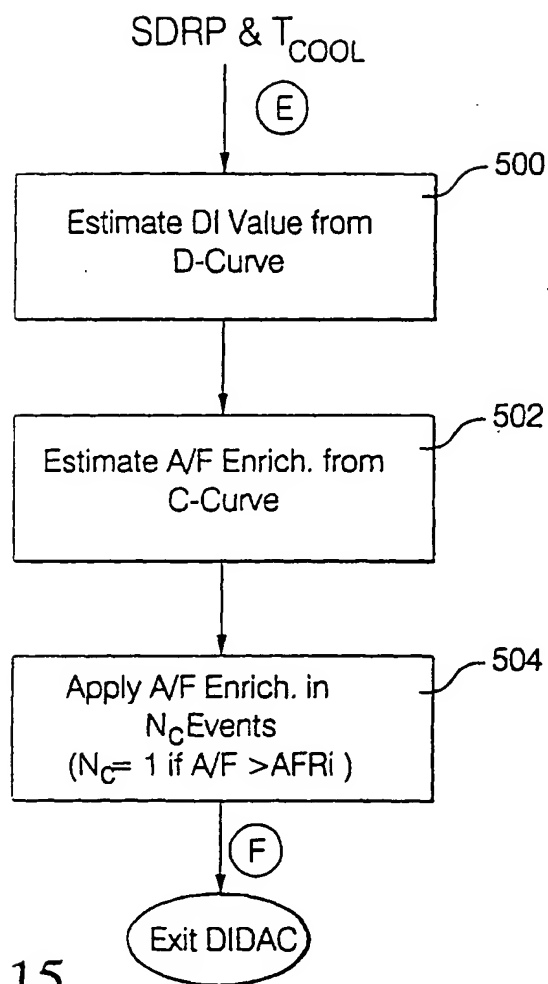 SDRP & T_COOL
E
500
Estimate DI Value from
D-Curve
502
Estimate A/F Enrich. from
C-Curve
504
Apply A/F Enrich. in
N_C Events
(N_C= 1 if A/F >AFRi )
F
Exit DIDAC
15